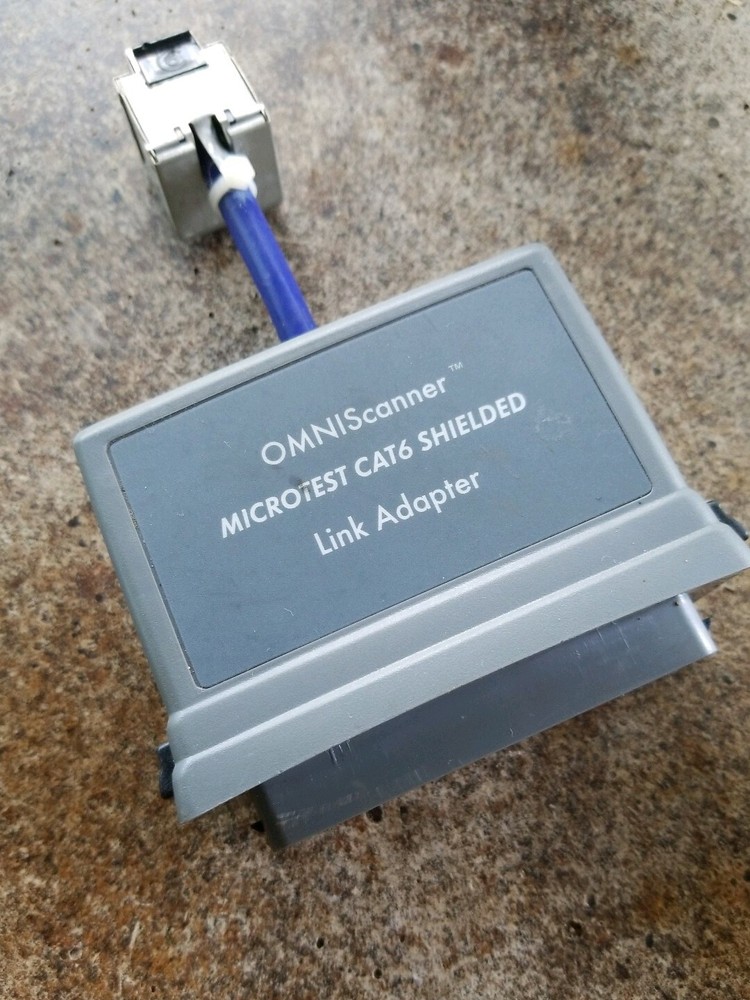 OMNIScanner™
MICROTEST CAT6 SHIELDED
Link Adapter